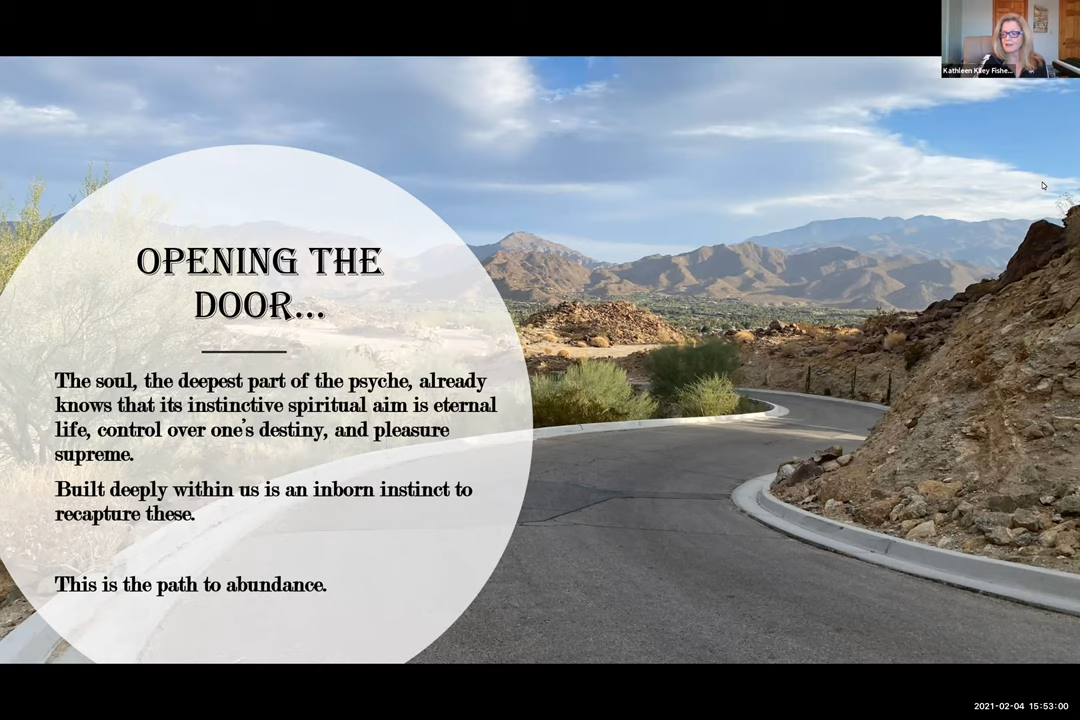 Kathleen Kiley Fishe...
OPENING THE
DOOR...
The soul, the deepest part of the psyche, already
knows that its instinctive spiritual aim is eternal
life, control over one's destiny, and pleasure
supreme.
Built deeply within us is an inborn instinct to
recapture these.
This is the path to abundance.
2021-02-04 15:53:00